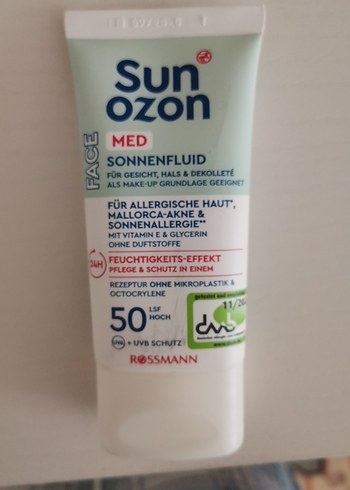 Sun
ozon
FACE
MED
SONNENFLUID
FÜR GESICHT, HALS & DEKOLLETÉ
ALS MAKE-UP GRUNDLAGE GEEIGNET
FÜR ALLERGISCHE HAUT*,
MALLORCA-AKNE &
SONNENALLERGIE**
MIT VITAMIN E & GLYCERIN
OHNE DUFTSTOFFE
24H
FEUCHTIGKEITS-EFFEKT
PFLEGE & SCHUTZ IN EINEM
REZEPTUR OHNE MIKROPLASTIK &
OCTOCRYLENE
50 LSF
HOCH
UVA + UVB SCHUTZ
ROSSMANN